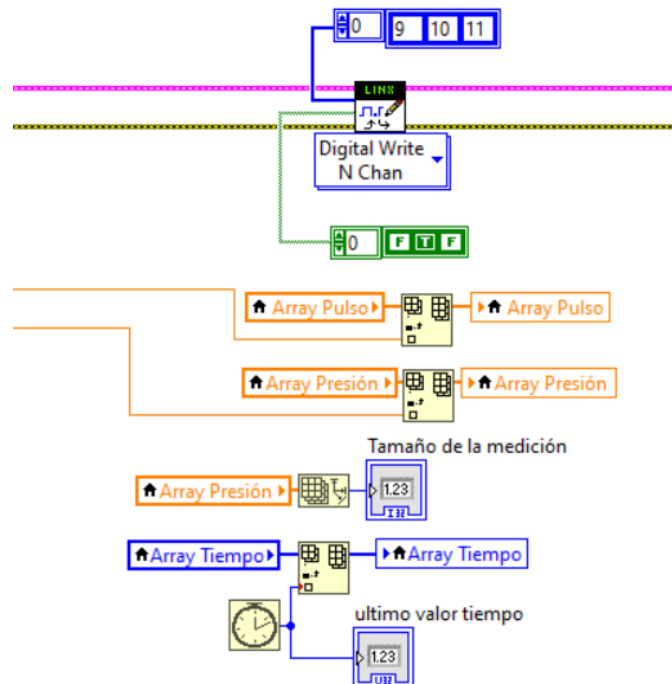 0 9 10 11
LINX
Digital Write
N Chan
0 F T F
Array Pulso
Array Pulso
Array Presión
Array Presión
Tamaño de la medición
Array Presión
1.23
I32
Array Tiempo
Array Tiempo
ultimo valor tiempo
1.23
U32